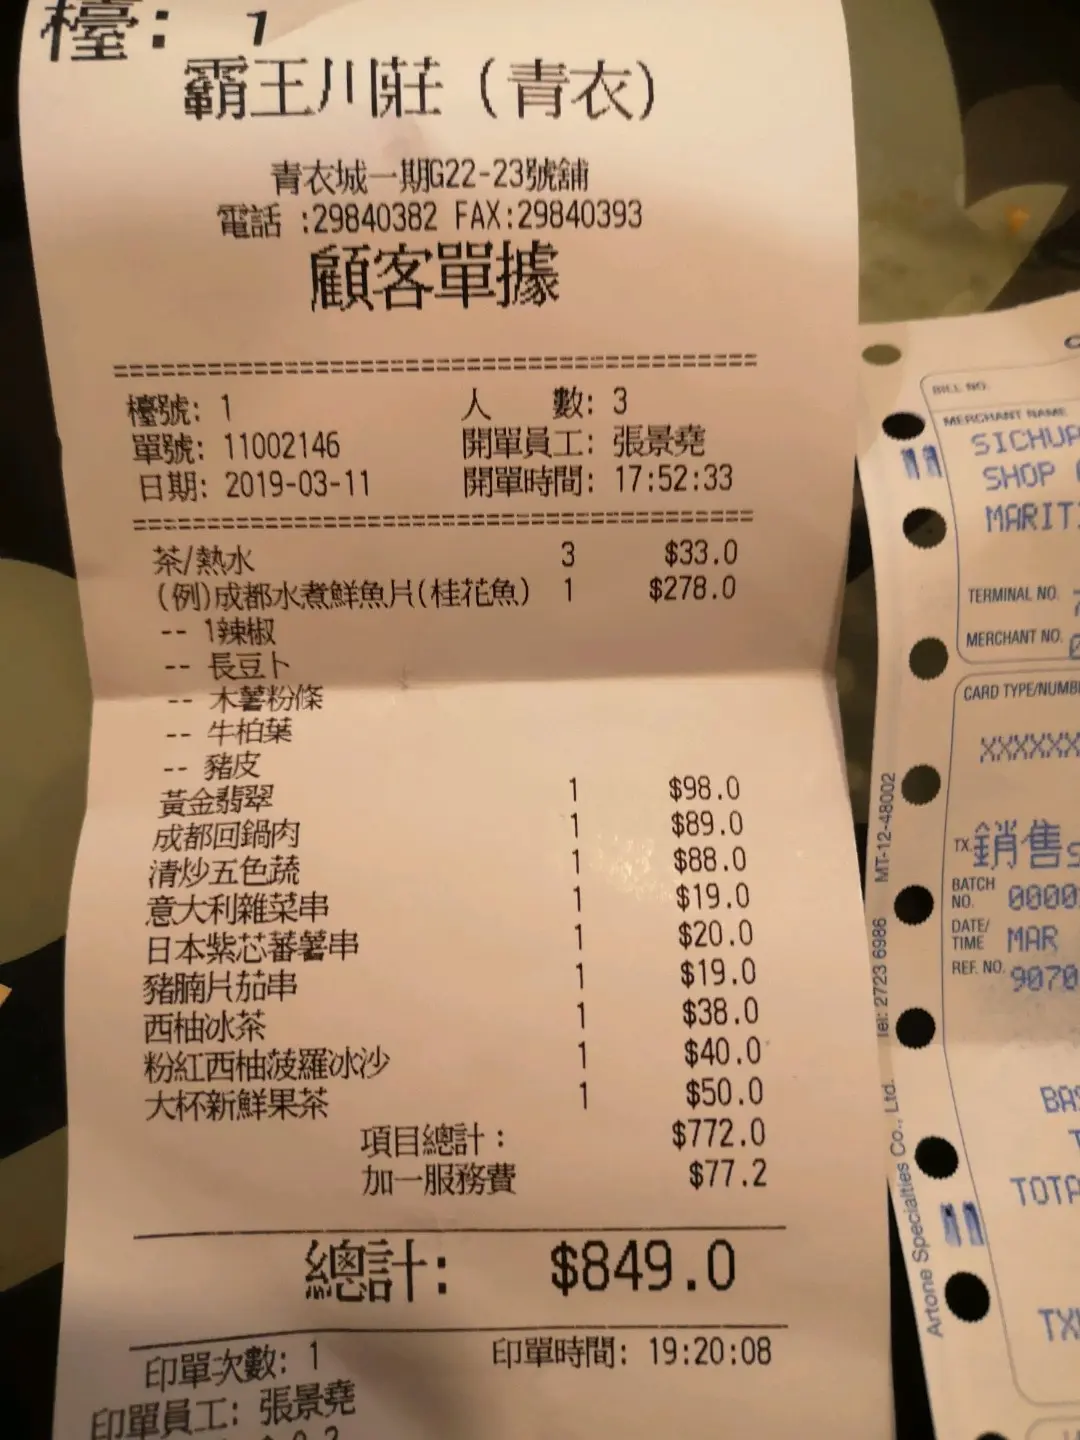 檯: 1
霸王川莊（青衣）
青衣城一期G22-23號舖
電話 :29840382 FAX:29840393
顧客單據
檯號: 1 人 數: 3
單號: 11002146 開單員工: 張景堯
日期: 2019-03-11 開單時間: 17:52:33
茶/熱水 3 $33.0
(例)成都水煮鮮魚片(桂花魚) 1 $278.0
-- 1辣椒
-- 長豆卜
-- 木薯粉條
-- 牛柏葉
-- 豬皮
黃金翡翠 1 $98.0
成都回鍋肉 1 $89.0
清炒五色蔬 1 $88.0
意大利雜菜串 1 $19.0
日本紫芯蕃薯串 1 $20.0
豬腩片茄串 1 $19.0
西柚冰茶 1 $38.0
粉紅西柚菠羅冰沙 1 $40.0
大杯新鮮果茶 1 $50.0
項目總計: $772.0
加一服務費 $77.2
總計: $849.0
印單次數: 1 印單時間: 19:20:08
印單員工: 張景堯
BILL NO.
MERCHANT NAME
SICHUA
SHOP
MARITI
TERMINAL NO.
MERCHANT NO.
CARD TYPE/NUMBE
XXXXXX
TX. 銷售S
BATCH NO. 0000
DATE/TIME MAR
REF. NO. 9070
BAS
TOTA
MT-12-48002
Tel: 2723 6986
Artone Specialties Co., Ltd.